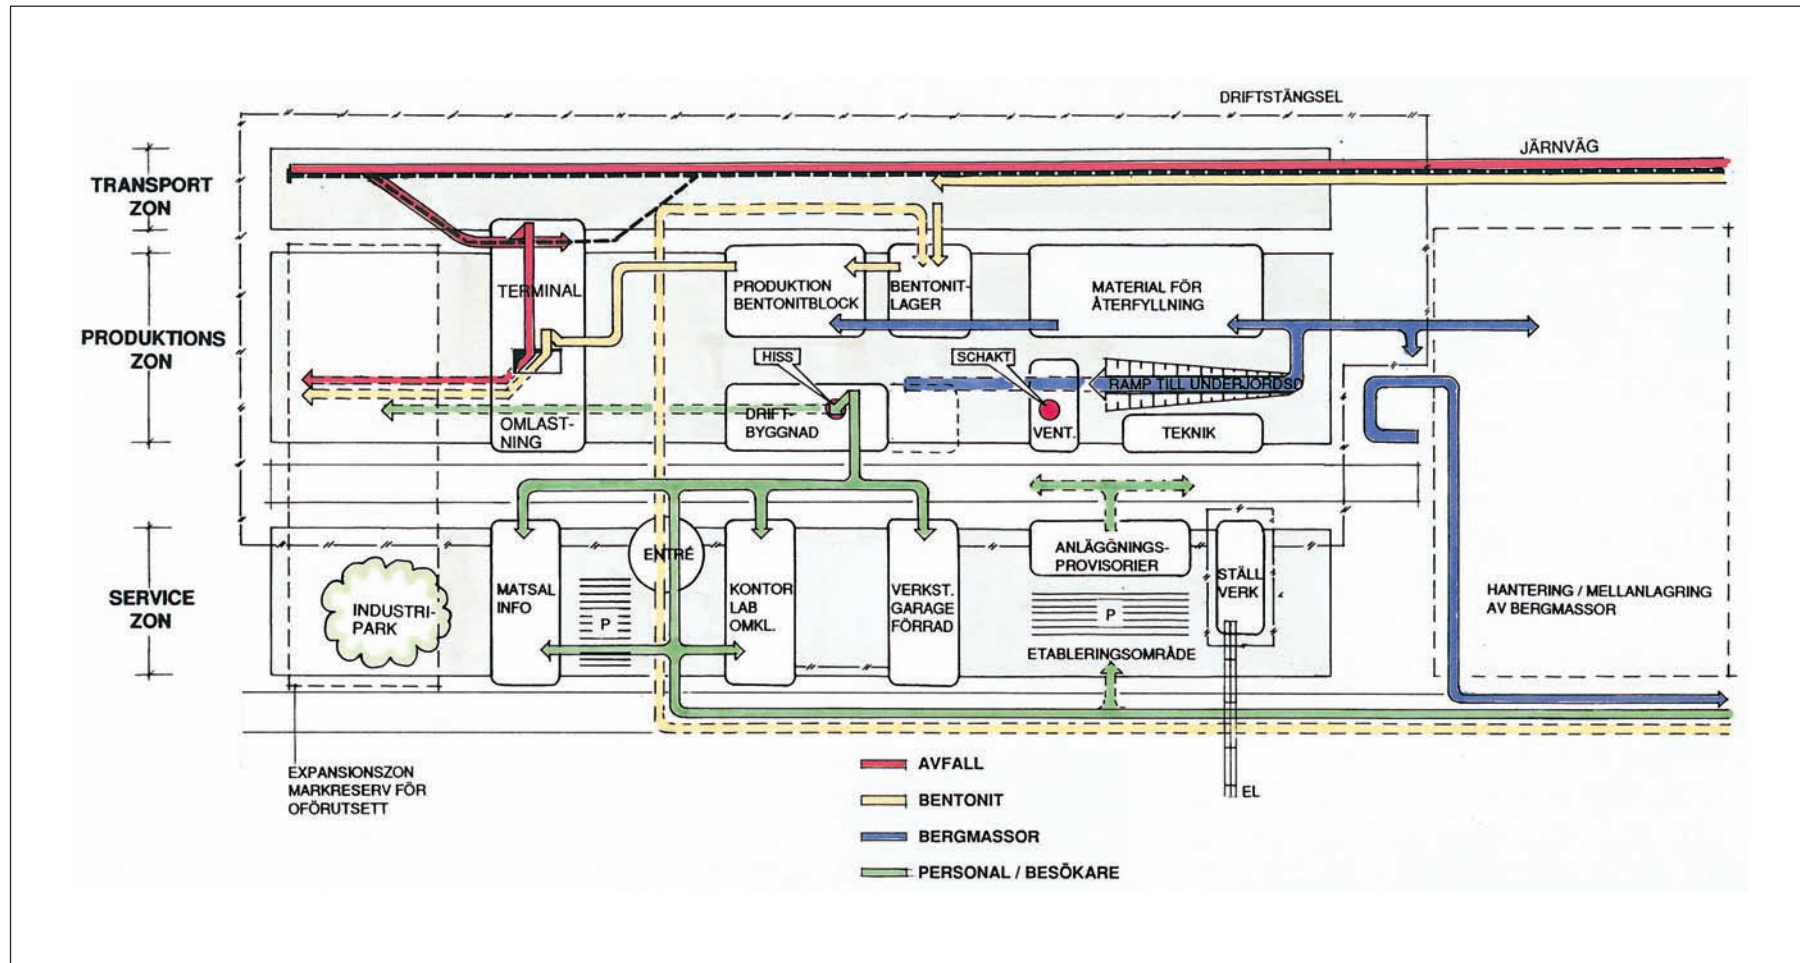 DRIFTSTÄNGSEL
JÄRNVÄG
TRANSPORT
ZON
TERMINAL
PRODUKTION
BENTONITBLOCK
BENTONIT-
LAGER
MATERIAL FÖR
ÅTERFYLLNING
PRODUKTIONS
ZON
HISS
SCHAKT
RAMP TILL UNDERJORDSD
OMLAST-
NING
DRIFT-
BYGGNAD
VENT.
TEKNIK
SERVICE
ZON
INDUSTRI-
PARK
MATSAL
INFO
P
ENTRÉ
KONTOR
LAB
OMKL.
VERKST.
GARAGE
FÖRRAD
ANLÄGGNINGS-
PROVISORIER
P
ETABLERINGSOMRÅDE
STÄLL
VERK
HANTERING / MELLANLAGRING
AV BERGMASSOR
EXPANSIONSZON
MARKRESERV FÖR
OFÖRUTSETT
EL
AVFALL
BENTONIT
BERGMASSOR
PERSONAL / BESÖKARE